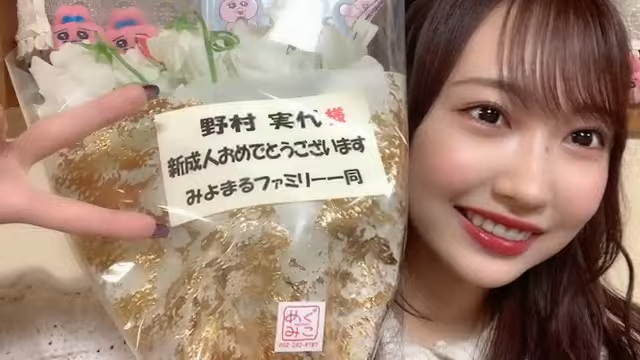 野村 実代 様
新成人おめでとうございます
みよまるファミリー一同
めぐ
みこ